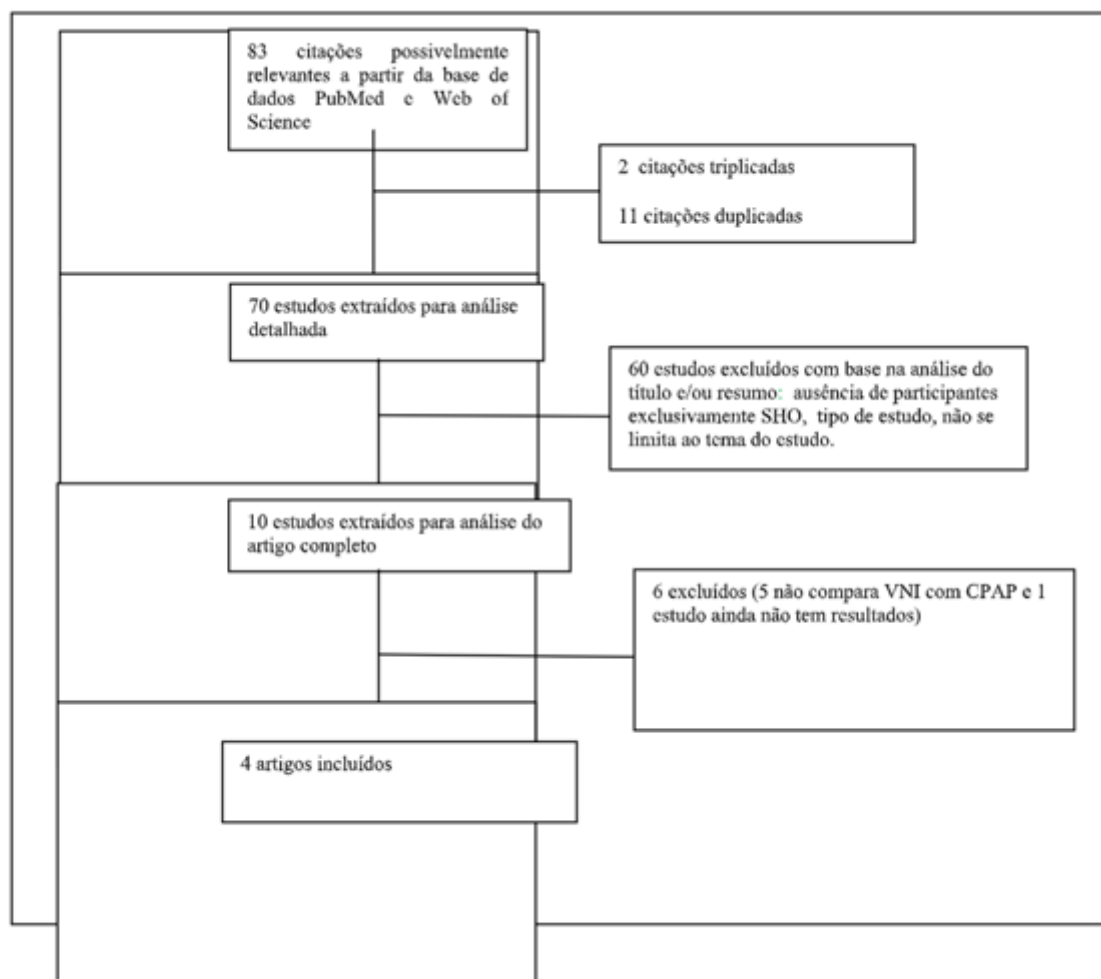 83 citações possivelmente
relevantes a partir da base de
dados PubMed e Web of
Science
2 citações triplicadas
11 citações duplicadas
70 estudos extraídos para análise
detalhada
60 estudos excluídos com base na análise do
título e/ou resumo: ausência de participantes
exclusivamente SHO, tipo de estudo, não se
limita ao tema do estudo.
10 estudos extraídos para análise do
artigo completo
6 excluídos (5 não compara VNI com CPAP e 1
estudo ainda não tem resultados)
4 artigos incluídos